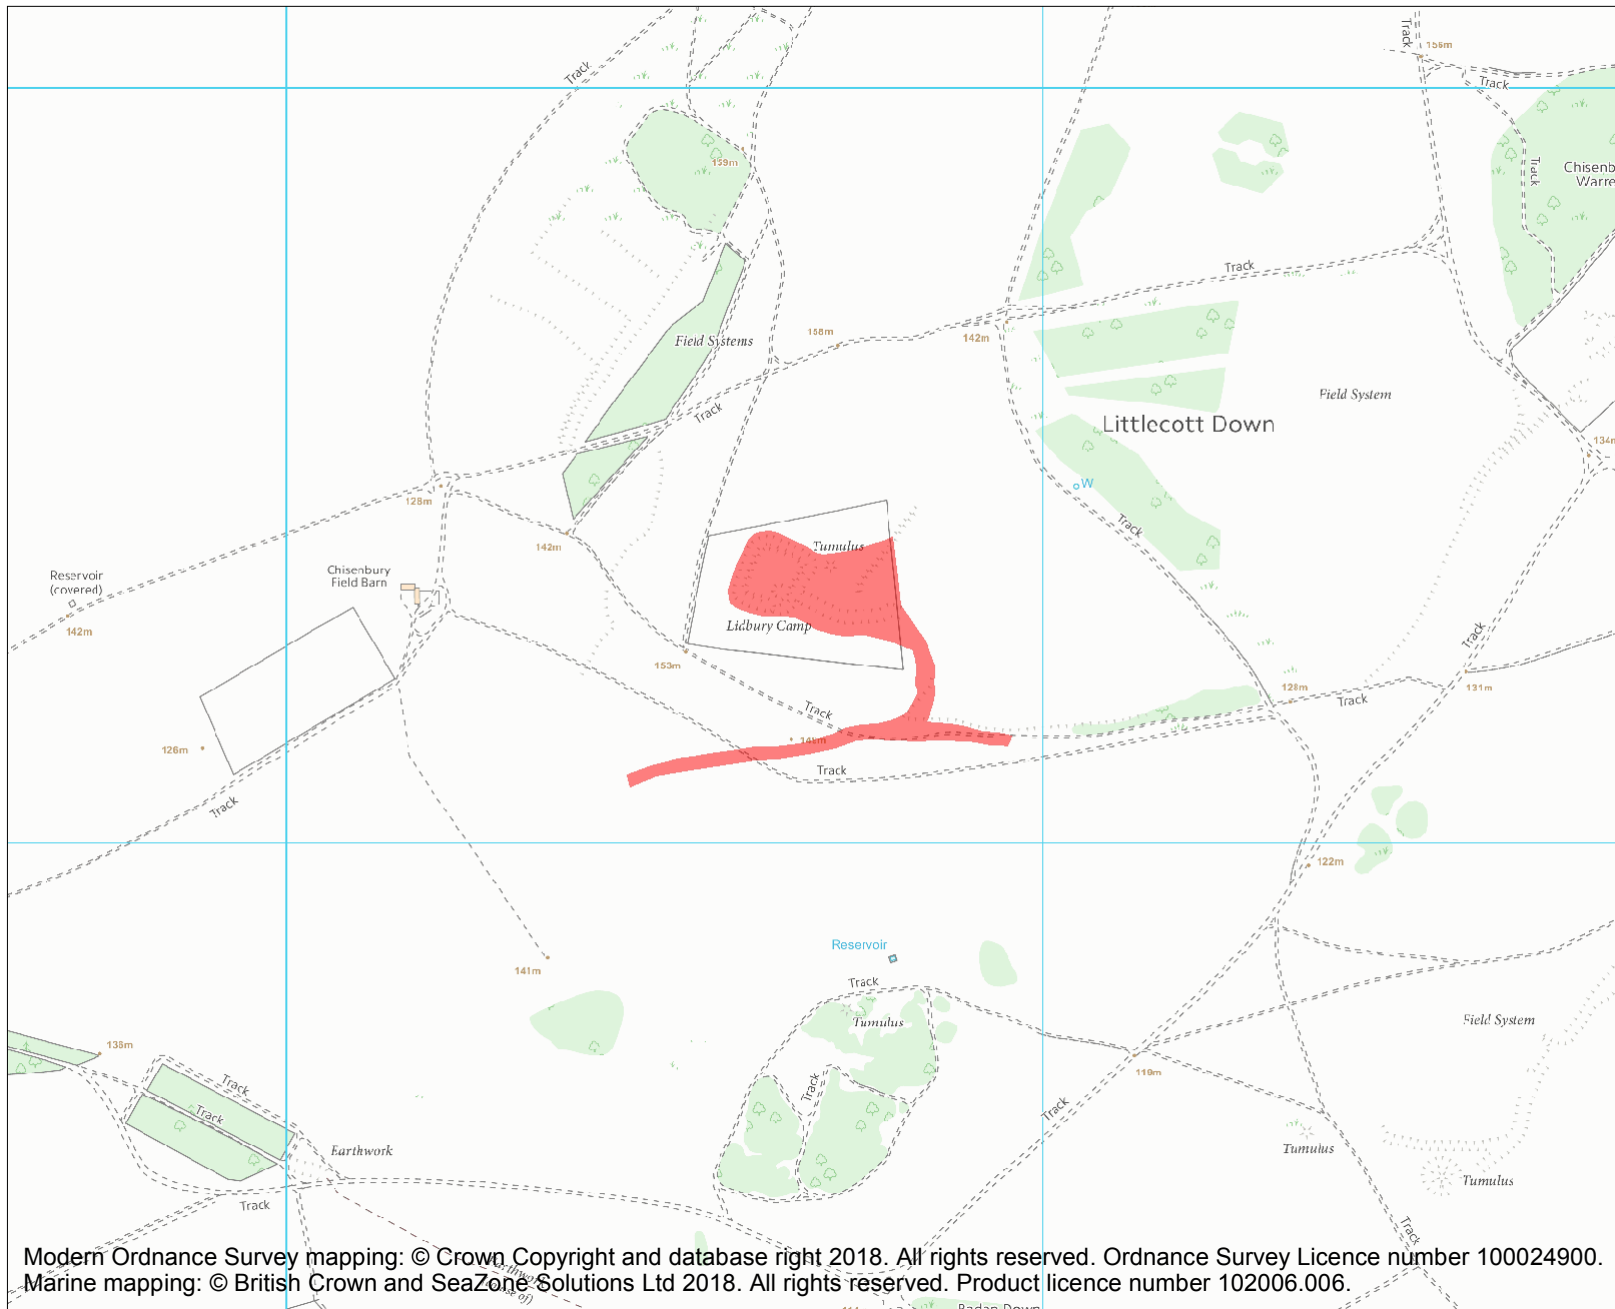 Track
156m
Track
Track
Track
Chisenb
Warre
159m
Track
Field Systems
158m
142m
Field System
Track
Littlecott Down
134m
W
128m
Track
142m
Tumulus
Chisenbury
Field Barn
Reservoir
(covered)
142m
Lidbury Camp
Track
153m
128m
131m
Track
Track
126m
Track
Track
122m
Reservoir
141m
Track
Tumulus
Field System
138m
119m
Track
Track
Track
Track
Earthwork
Tumulus
Tumulus
Track
Track
Modern Ordnance Survey mapping: © Crown Copyright and database right 2018. All rights reserved. Ordnance Survey Licence number 100024900.
Marine mapping: © British Crown and SeaZone Solutions Ltd 2018. All rights reserved. Product licence number 102006.006.